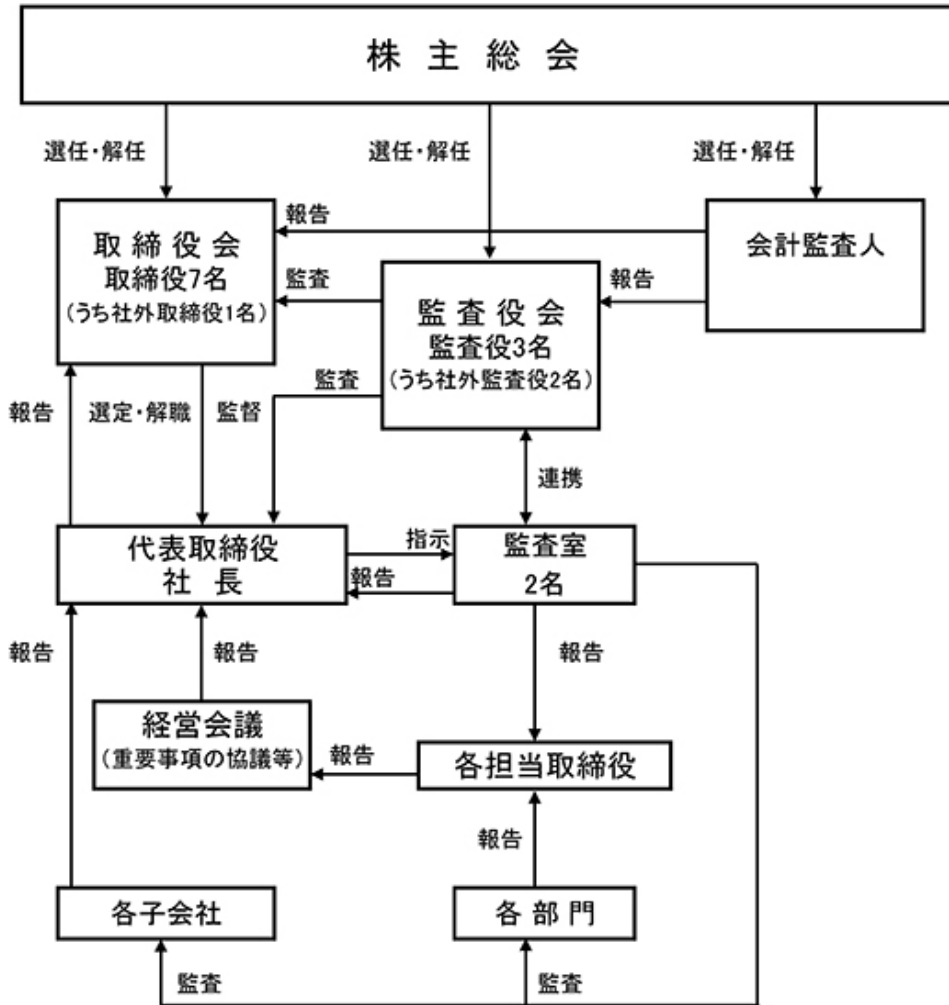 株主総会
選任・解任
選任・解任
選任・解任
取締役会
取締役7名
（うち社外取締役1名）
報告
会計監査人
監査
報告
監査役会
監査役3名
（うち社外監査役2名）
監査
報告
選定・解職
監督
連携
代表取締役
社長
指示
報告
監査室
2名
報告
報告
報告
経営会議
（重要事項の協議等）
報告
各担当取締役
報告
各子会社
各部門
監査
監査